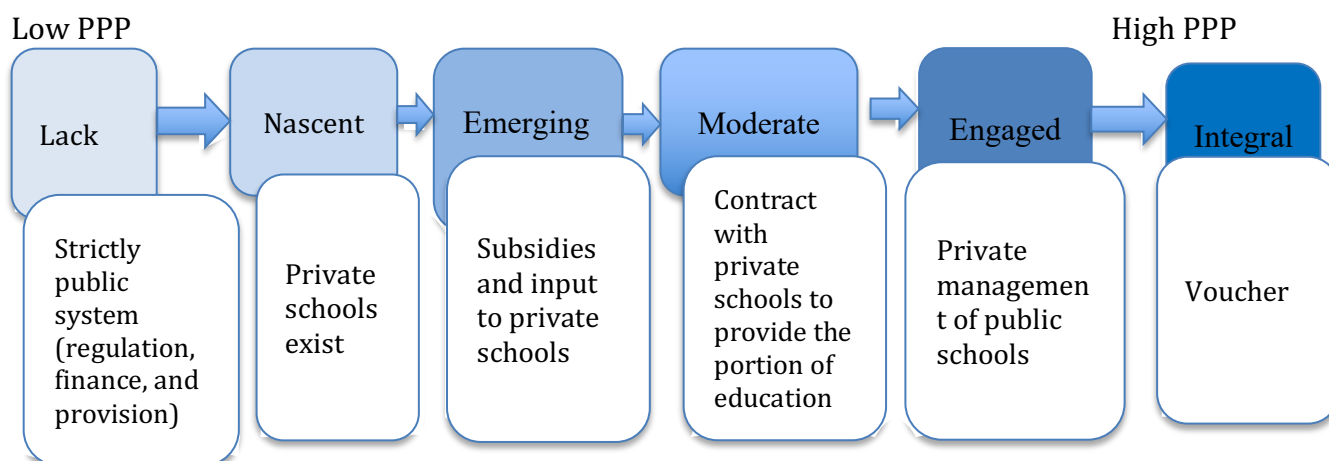 Low PPP
High PPP
Lack
Nascent
Emerging
Moderate
Engaged
Integral
Strictly
public
system
(regulation,
finance, and
provision)
Private
schools
exist
Subsidies
and input
to private
schools
Contract
with
private
schools to
provide the
portion of
education
Private
managemen
t of public
schools
Voucher